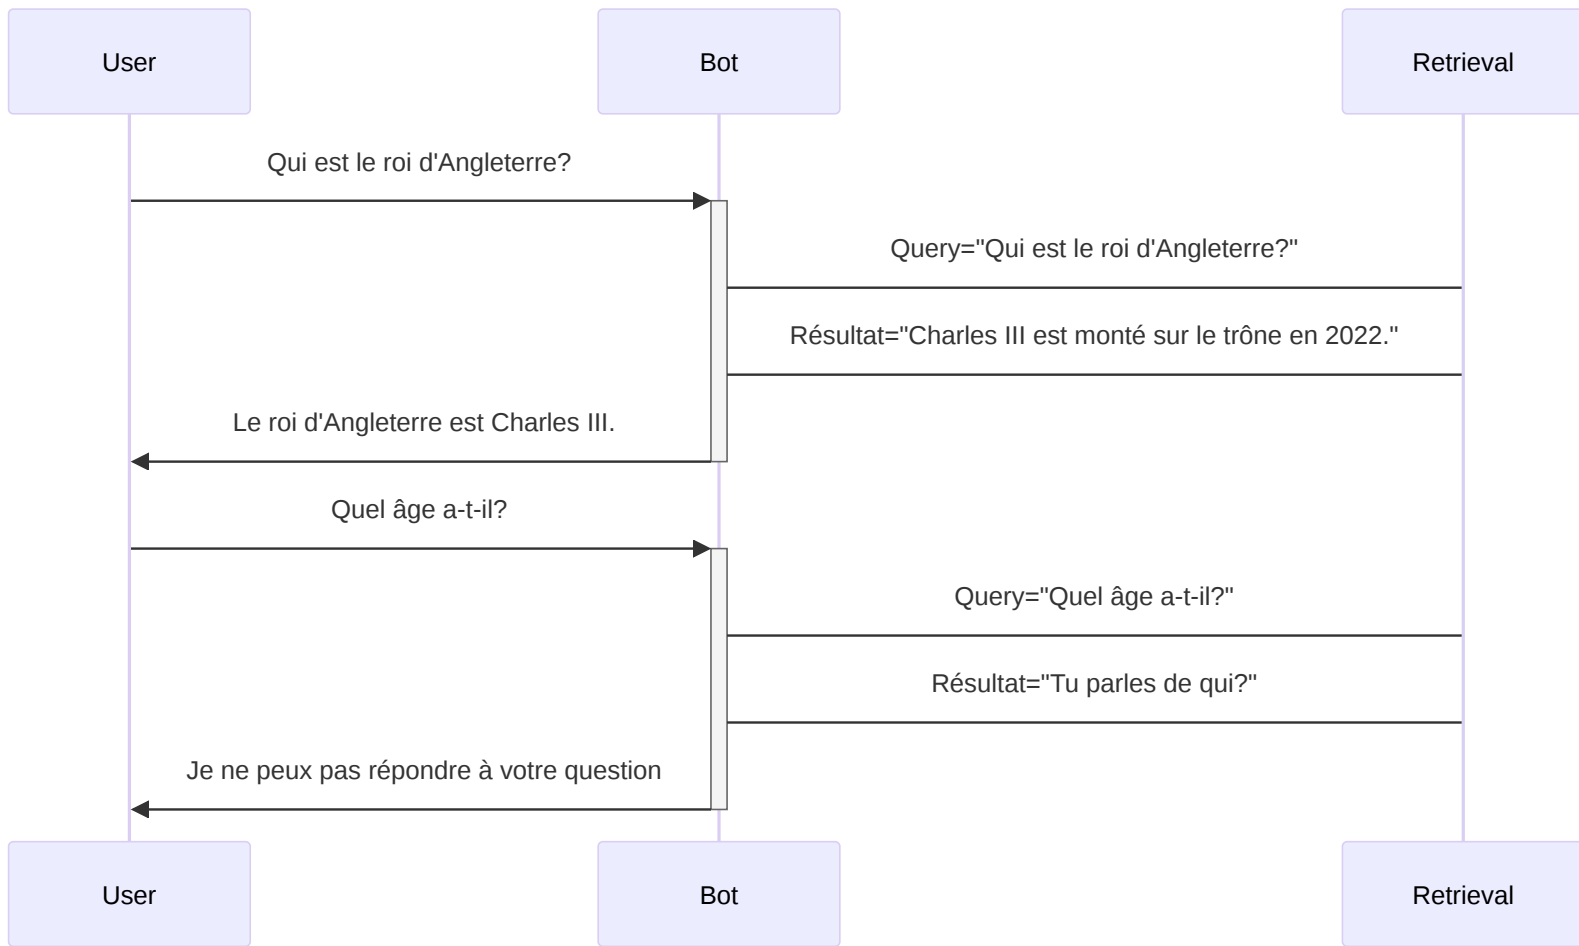 User
Bot
Retrieval
Qui est le roi d'Angleterre?
Query="Qui est le roi d'Angleterre?"
Résultat="Charles III est monté sur le trône en 2022."
Le roi d'Angleterre est Charles III.
Quel âge a-t-il?
Query="Quel âge a-t-il?"
Résultat="Tu parles de qui?"
Je ne peux pas répondre à votre question
User
Bot
Retrieval